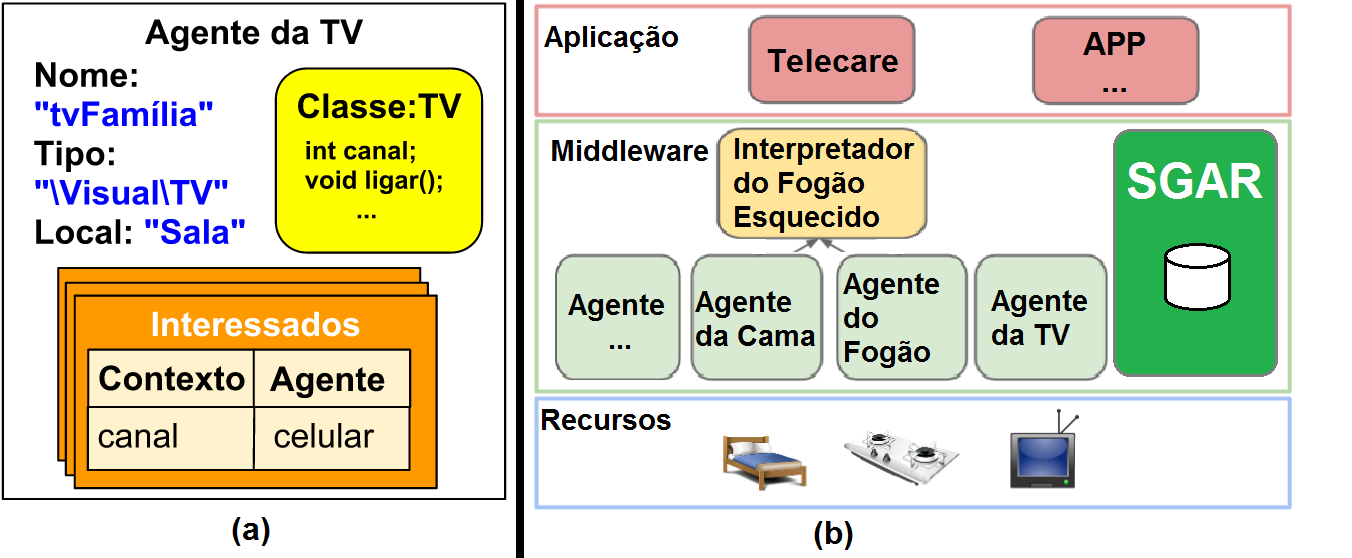 Agente da TV
Nome:
"tvFamília"
Tipo:
"\Visual\TV"
Local: "Sala"
Classe:TV
int canal;
void ligar();
...
Interessados
Contexto Agente
canal celular
(a)
Aplicação
Telecare
APP
...
Middleware
Interpretador
do Fogão
Esquecido
SGAR
Agente
...
Agente
da Cama
Agente
do
Fogão
Agente
da TV
Recursos
(b)